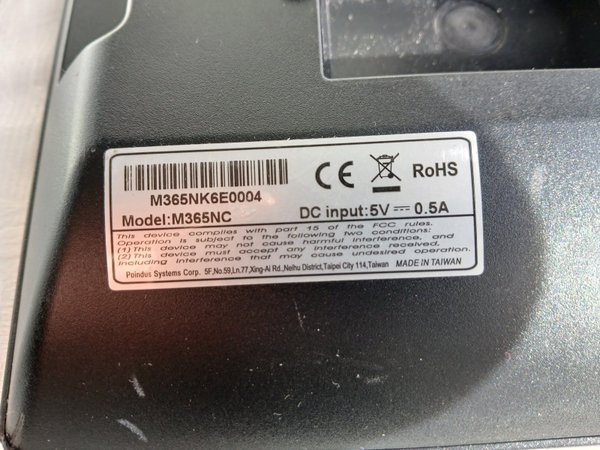 CE RoHS
M365NK6E0004
Model:M365NC DC input:5V⎓0.5A
This device complies with part 15 of the FCC rules.
Operation is subject to the following two conditions:
(1) This device may not cause harmful interference, and
(2) This device must accept any interference received,
including interference that may cause undesired operation.
Poindus Systems Corp. 5F,No.59,Ln.77,Xing-Ai Rd.,Neihu District,Taipei City 114,Taiwan MADE IN TAIWAN